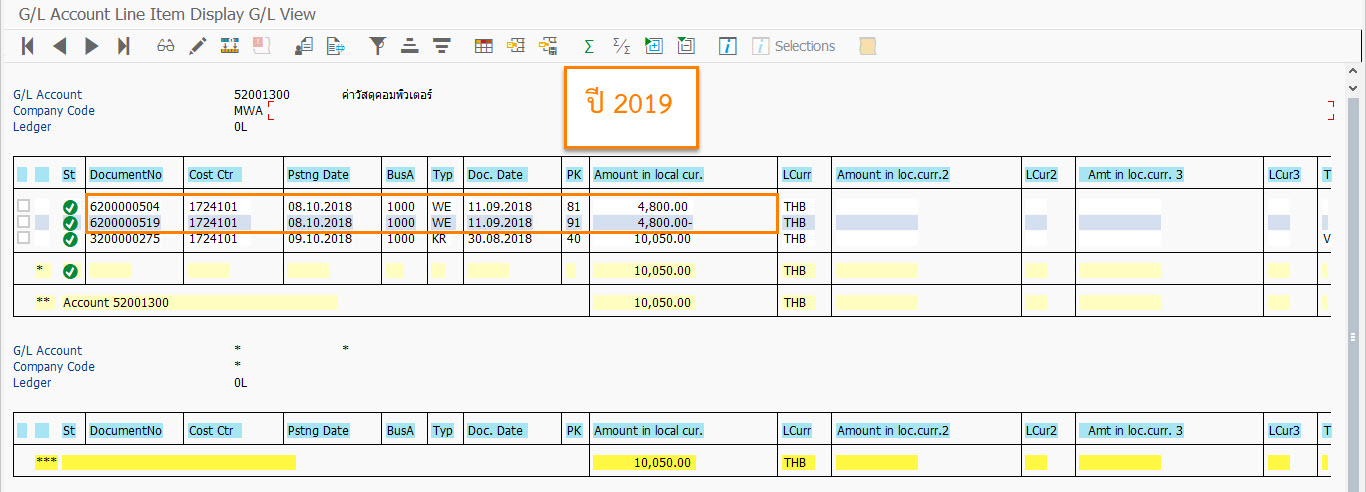 G/L Account Line Item Display G/L View
Selections
ปี 2019
G/L Account 52001300 ค่าวัสดุคอมพิวเตอร์
Company Code MWA
Ledger 0L
St DocumentNo Cost Ctr Pstng Date BusA Typ Doc. Date PK Amount in local cur. LCurr Amount in loc.curr.2 LCur2 Amt in loc.curr. 3 LCur3 T
6200000504 1724101 08.10.2018 1000 WE 11.09.2018 81 4,800.00 THB
6200000519 1724101 08.10.2018 1000 WE 11.09.2018 91 4,800.00- THB
3200000275 1724101 09.10.2018 1000 KR 30.08.2018 40 10,050.00 THB V
* 10,050.00 THB
** Account 52001300 10,050.00 THB
G/L Account * *
Company Code *
Ledger 0L
St DocumentNo Cost Ctr Pstng Date BusA Typ Doc. Date PK Amount in local cur. LCurr Amount in loc.curr.2 LCur2 Amt in loc.curr. 3 LCur3 T
*** 10,050.00 THB